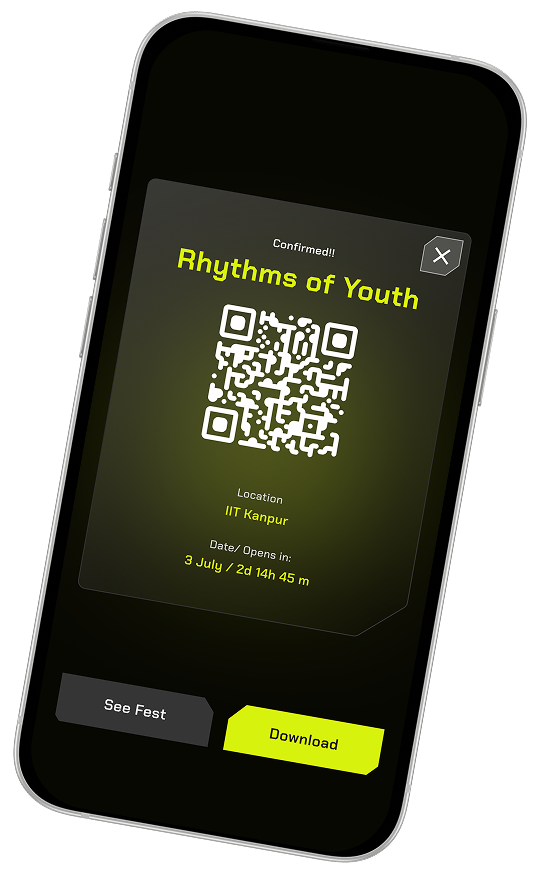 Confirmed!!
Rhythms of Youth
Location
IIT Kanpur
Date/ Opens in:
3 July / 2d 14h 45 m
See Fest
Download